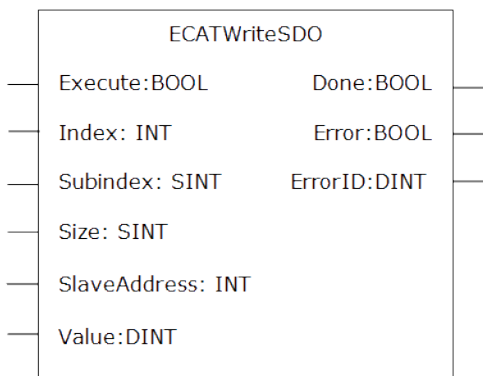 ECATWriteSDO
Execute:BOOL Done:BOOL
Index: INT Error:BOOL
Subindex: SINT ErrorID:DINT
Size: SINT
SlaveAddress: INT
Value:DINT